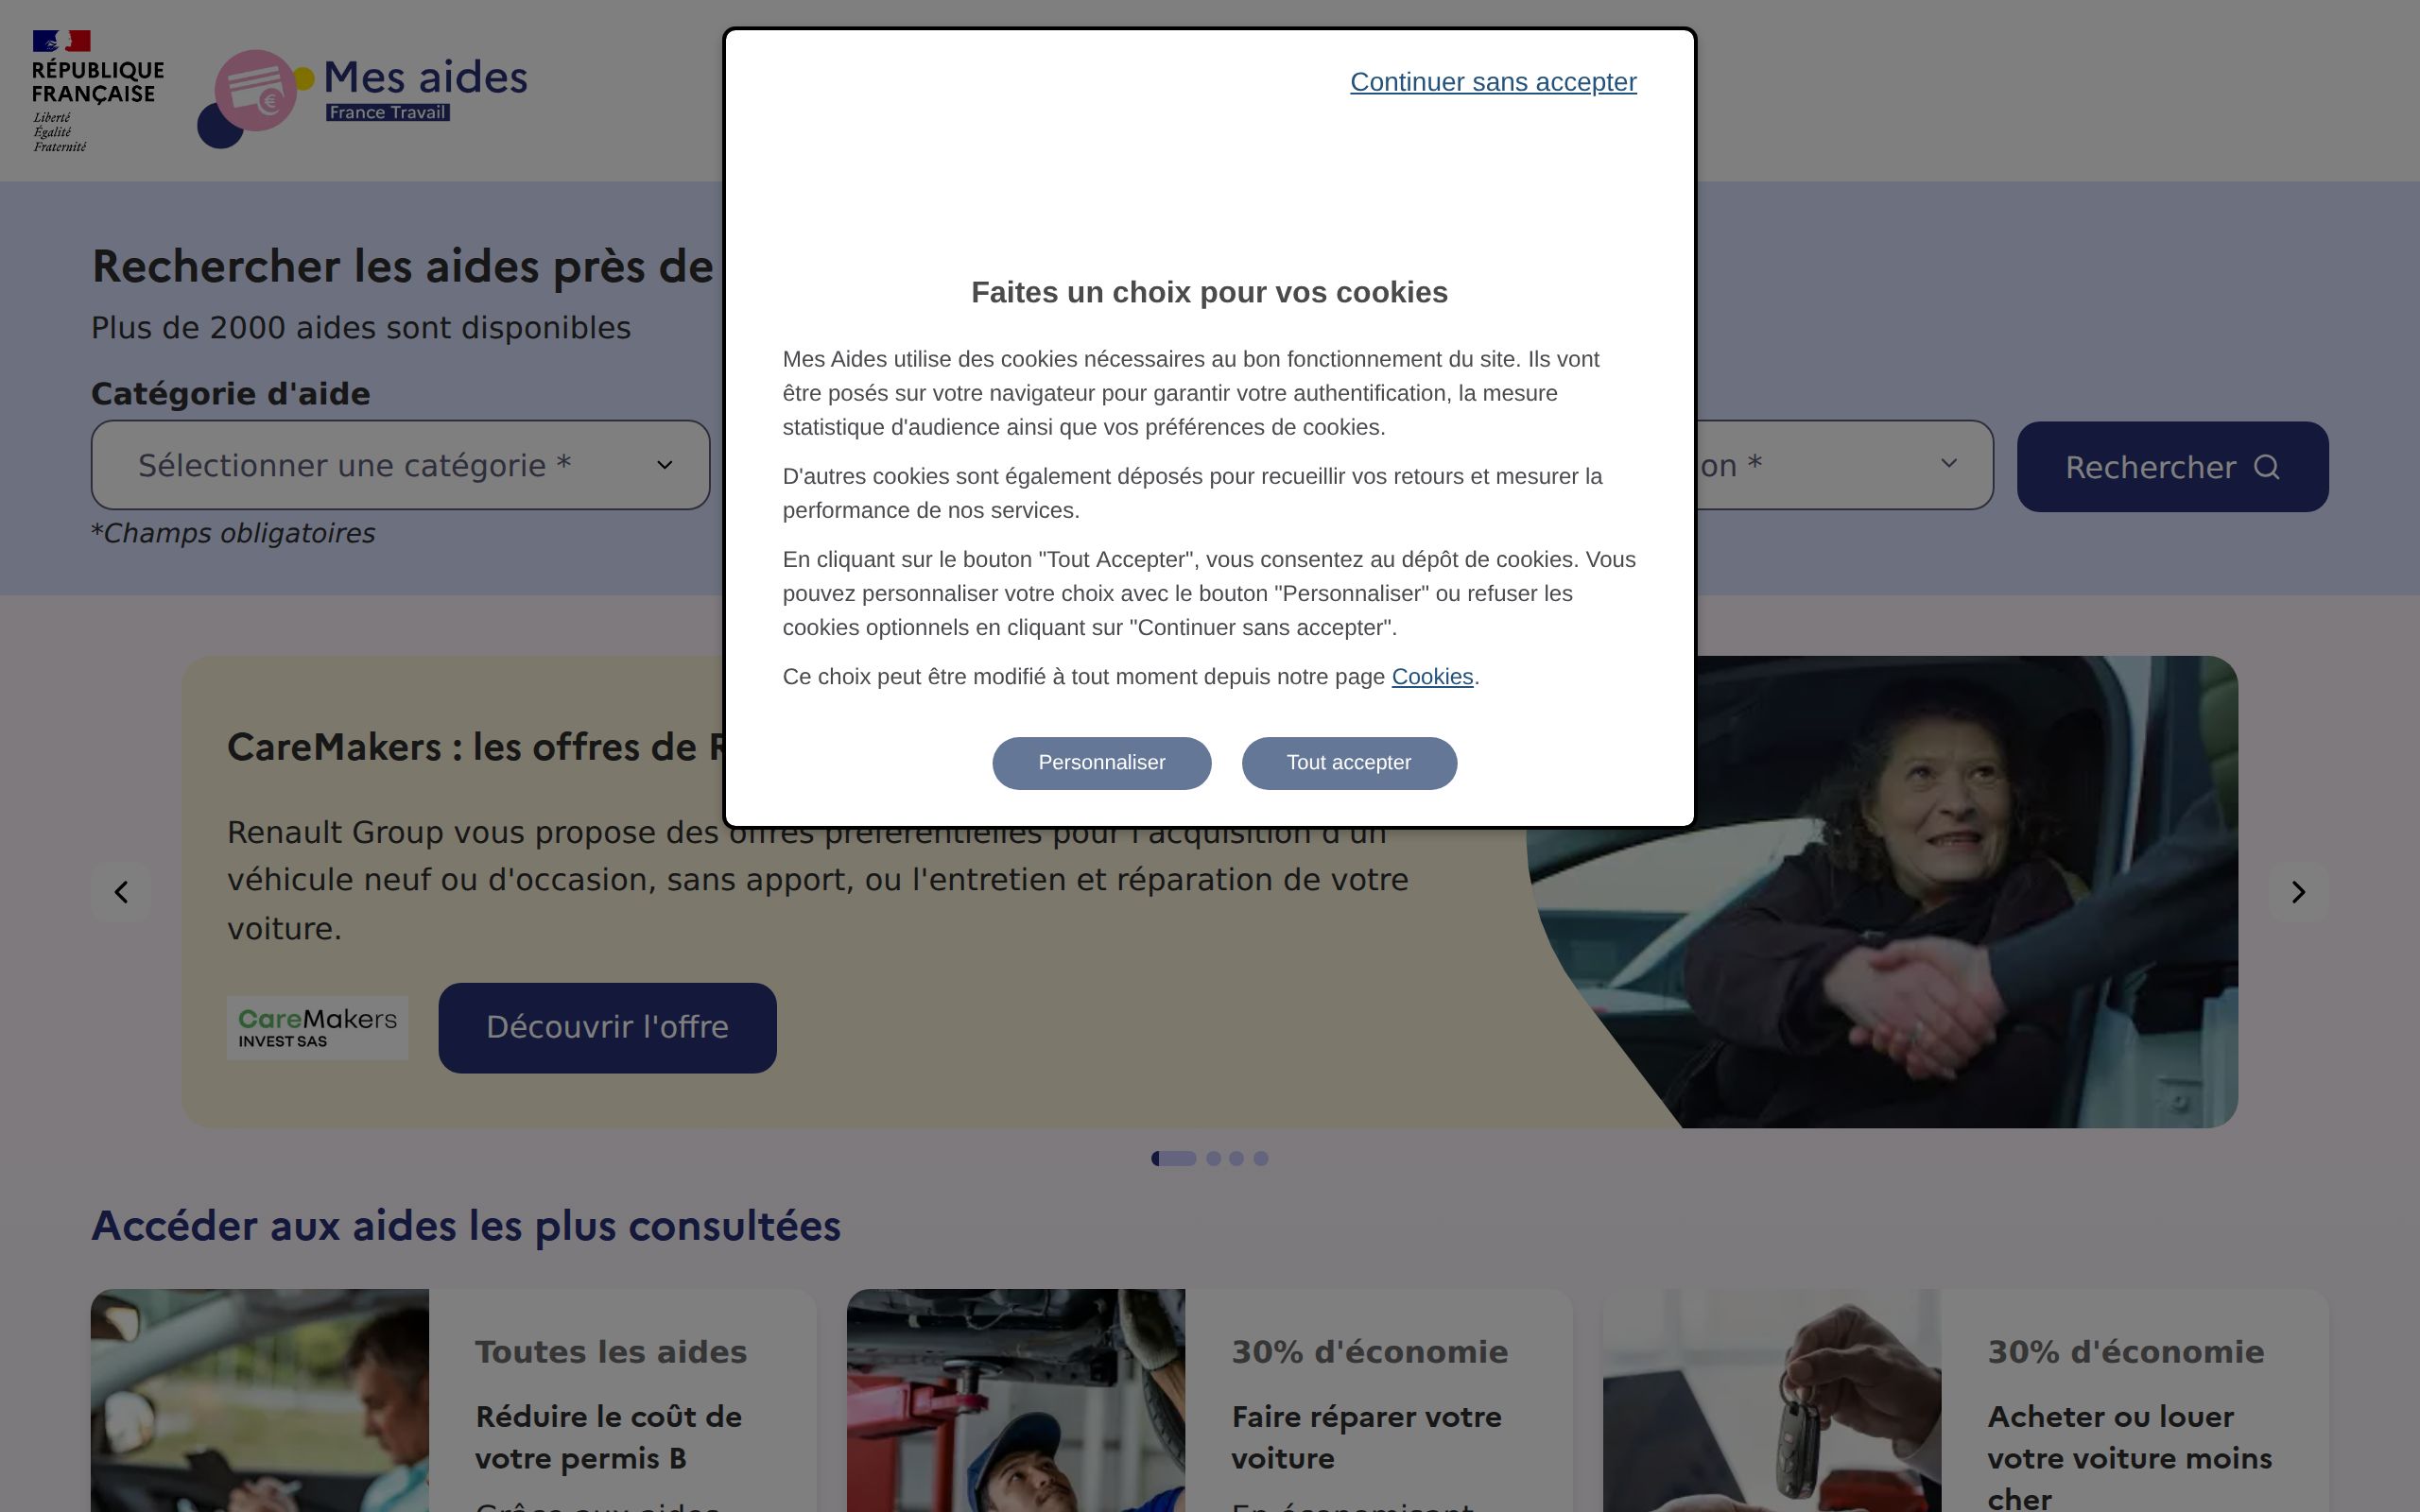 RÉPUBLIQUE
FRANÇAISE
Liberté
Égalité
Fraternité
Mes aides
France Travail
Continuer sans accepter
Faites un choix pour vos cookies
Mes Aides utilise des cookies nécessaires au bon fonctionnement du site. Ils vont
être posés sur votre navigateur pour garantir votre authentification, la mesure
statistique d'audience ainsi que vos préférences de cookies.
D'autres cookies sont également déposés pour recueillir vos retours et mesurer la
performance de nos services.
En cliquant sur le bouton "Tout Accepter", vous consentez au dépôt de cookies. Vous
pouvez personnaliser votre choix avec le bouton "Personnaliser" ou refuser les
cookies optionnels en cliquant sur "Continuer sans accepter".
Ce choix peut être modifié à tout moment depuis notre page Cookies.
Personnaliser
Tout accepter
Rechercher les aides près de
Plus de 2000 aides sont disponibles
Catégorie d'aide
Sélectionner une catégorie *
on *
Rechercher
*Champs obligatoires
CareMakers : les offres de
Renault Group vous propose des offres préférentielles pour l'acquisition d'un
véhicule neuf ou d'occasion, sans apport, ou l'entretien et réparation de votre
voiture.
CareMakers
INVEST SAS
Découvrir l'offre
Accéder aux aides les plus consultées
Toutes les aides
Réduire le coût de
votre permis B
Grâce aux aides
30% d'économie
Faire réparer votre
voiture
En économisant
30% d'économie
Acheter ou louer
votre voiture moins
cher